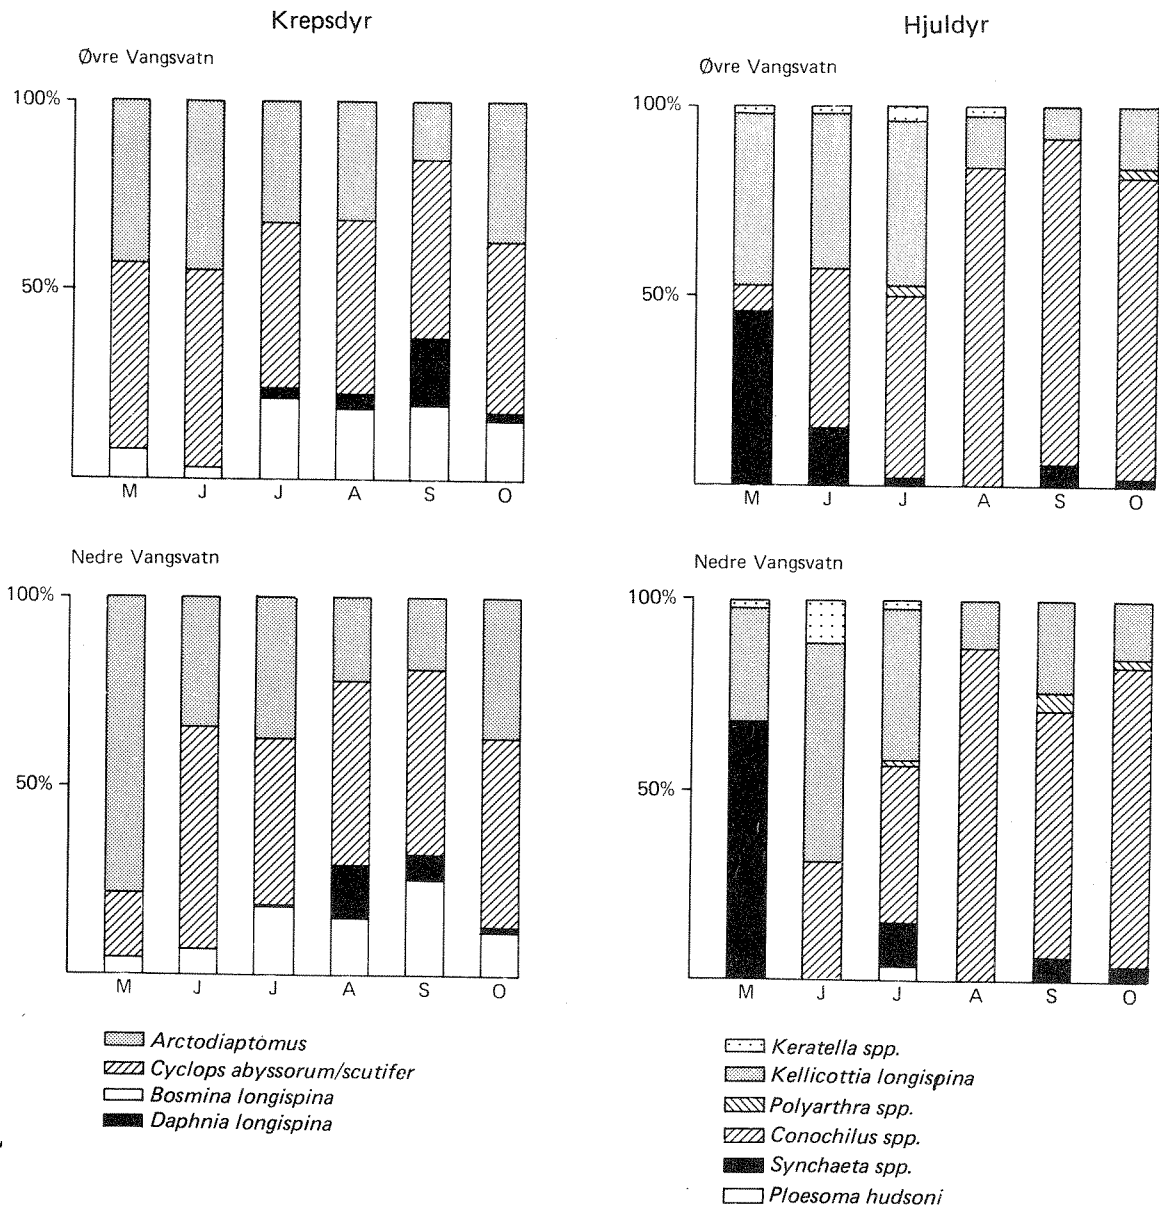 Krepsdyr
Øvre Vangsvatn
100%
50%
M J J A S O
Nedre Vangsvatn
100%
50%
M J J A S O
Arctodiaptomus
Cyclops abyssorum/scutifer
Bosmina longispina
Daphnia longispina
Hjuldyr
Øvre Vangsvatn
100%
50%
M J J A S O
Nedre Vangsvatn
100%
50%
M J J A S O
Keratella spp.
Kellicottia longispina
Polyarthra spp.
Conochilus spp.
Synchaeta spp.
Ploesoma hudsoni